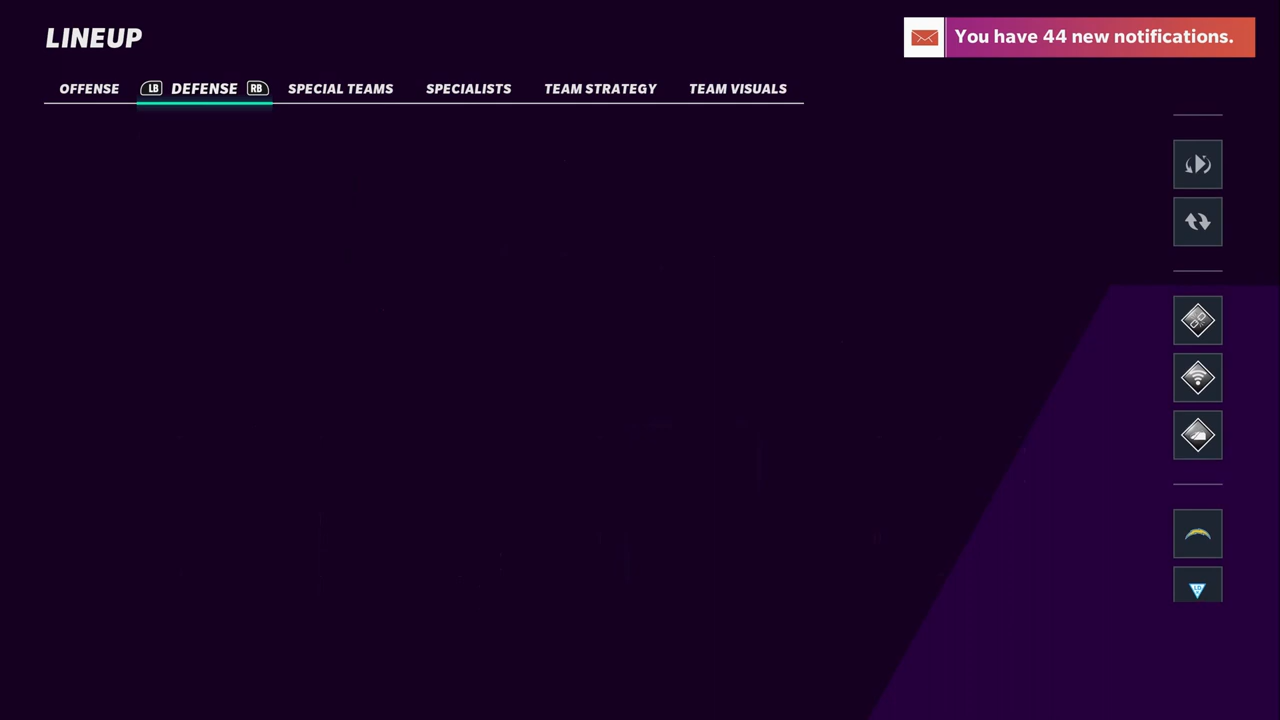 LINEUP
You have 44 new notifications.
OFFENSE LB DEFENSE RB SPECIAL TEAMS SPECIALISTS TEAM STRATEGY TEAM VISUALS